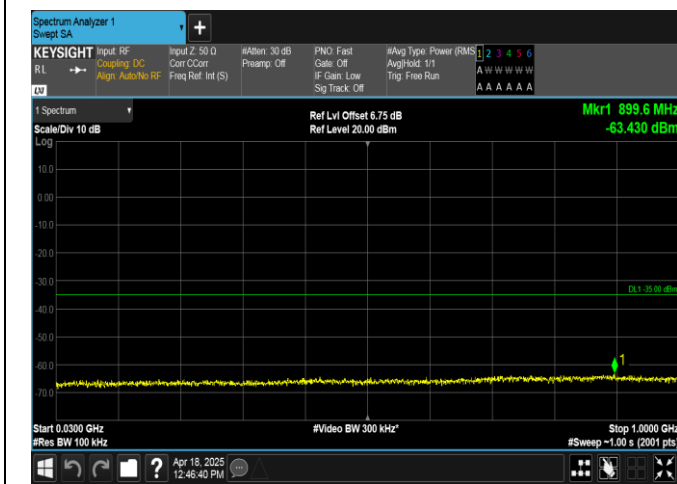 Spectrum Analyzer 1
Swept SA
+
KEYSIGHT Input: RF Input Z: 50 Ω #Atten: 30 dB PNO: Fast #Avg Type: Power (RMS 1 2 3 4 5 6
RL Coupling: DC Corr CCorr Preamp: Off Gate: Off Avg|Hold: 1/1 A W W W W W
Align: Auto/No RF Freq Ref: Int (S) IF Gain: Low Trig: Free Run
LXI Sig Track: Off A A A A A A
1 Spectrum Ref Lvl Offset 6.75 dB Mkr1 899.6 MHz
Scale/Div 10 dB Ref Level 20.00 dBm -63.430 dBm
Log
10.0
0.00
-10.0
-20.0
-30.0
DL1 -35.00 dBm
-40.0
-50.0
-60.0
1
-70.0
Start 0.0300 GHz #Video BW 300 kHz* Stop 1.0000 GHz
#Res BW 100 kHz #Sweep ~1.00 s (2001 pts)
? Apr 18, 2025
12:46:40 PM